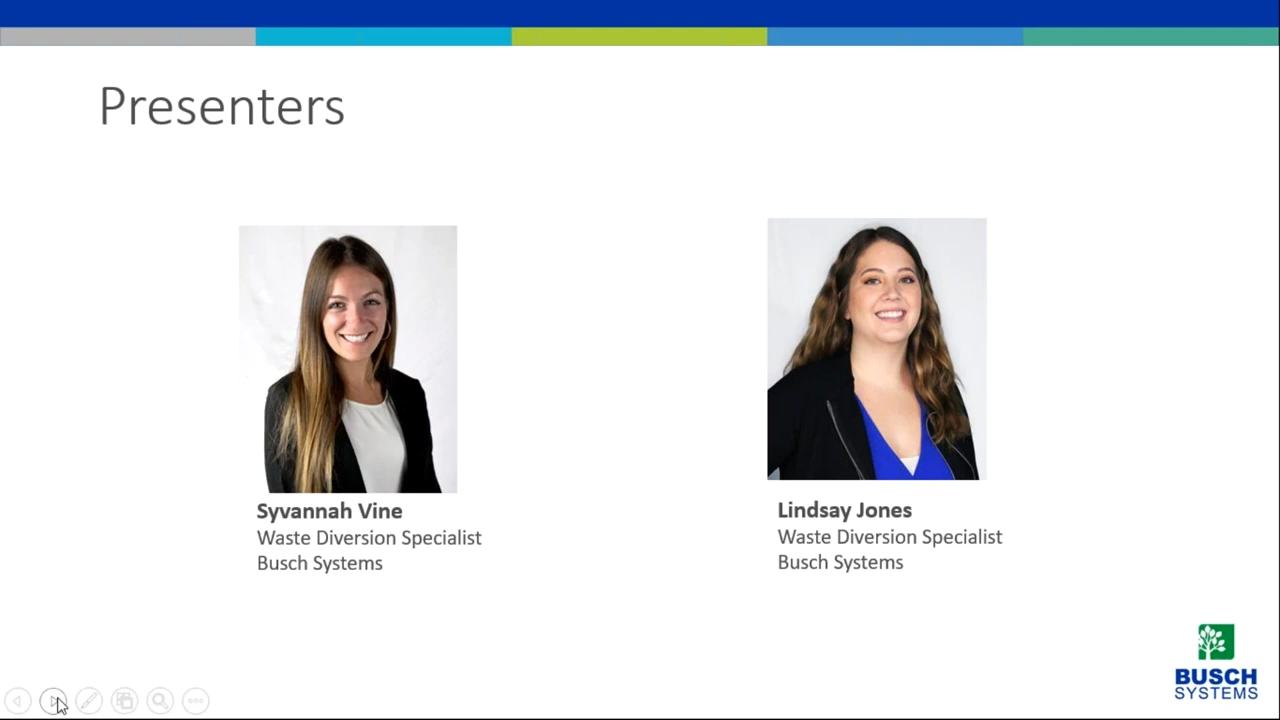 Presenters
Syvannah Vine
Waste Diversion Specialist
Busch Systems
Lindsay Jones
Waste Diversion Specialist
Busch Systems
BUSCH
SYSTEMS